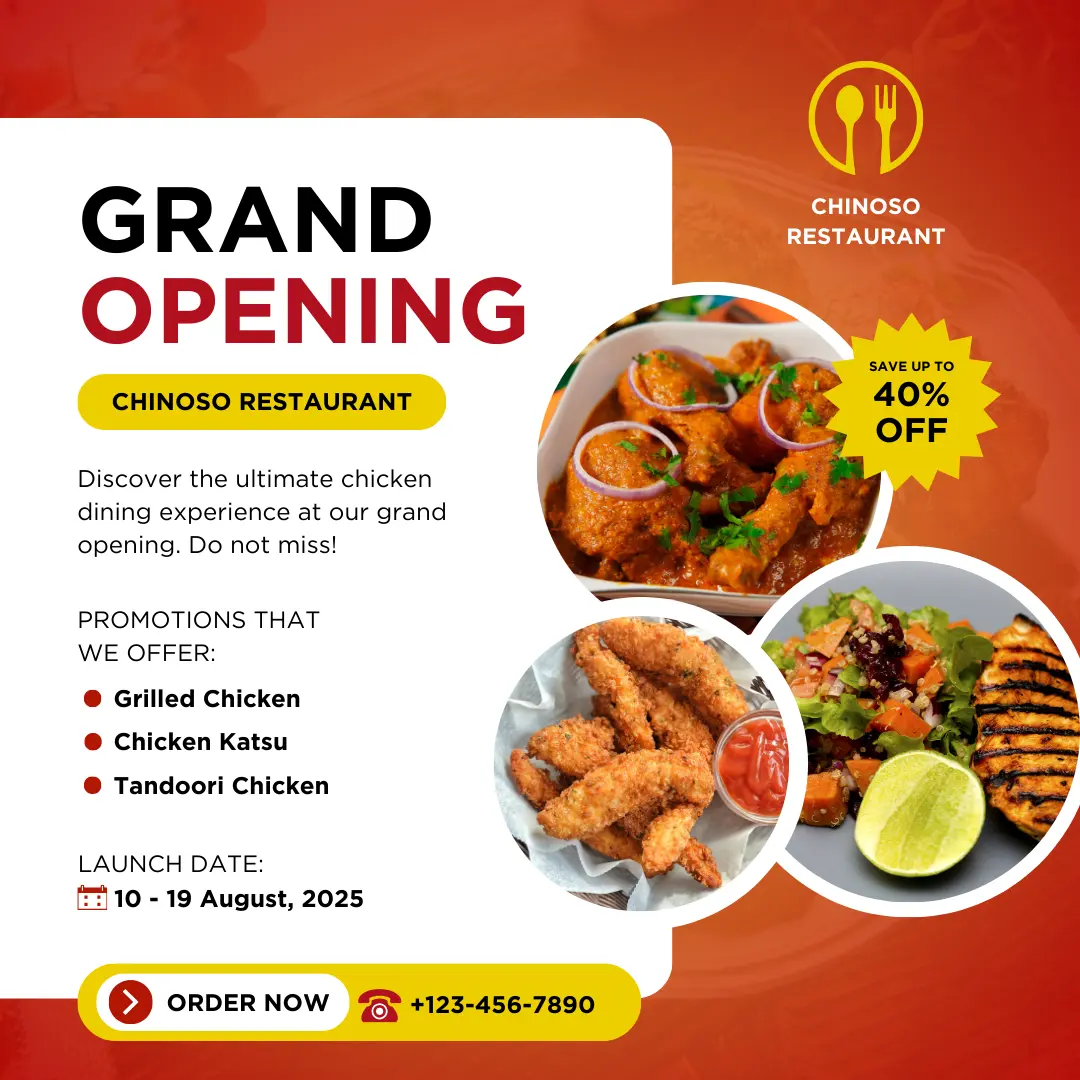 CHINOSO
RESTAURANT
GRAND
OPENING
CHINOSO RESTAURANT
SAVE UP TO
40%
OFF
Discover the ultimate chicken
dining experience at our grand
opening. Do not miss!
PROMOTIONS THAT
WE OFFER:
Grilled Chicken
Chicken Katsu
Tandoori Chicken
LAUNCH DATE:
10 - 19 August, 2025
ORDER NOW
+123-456-7890